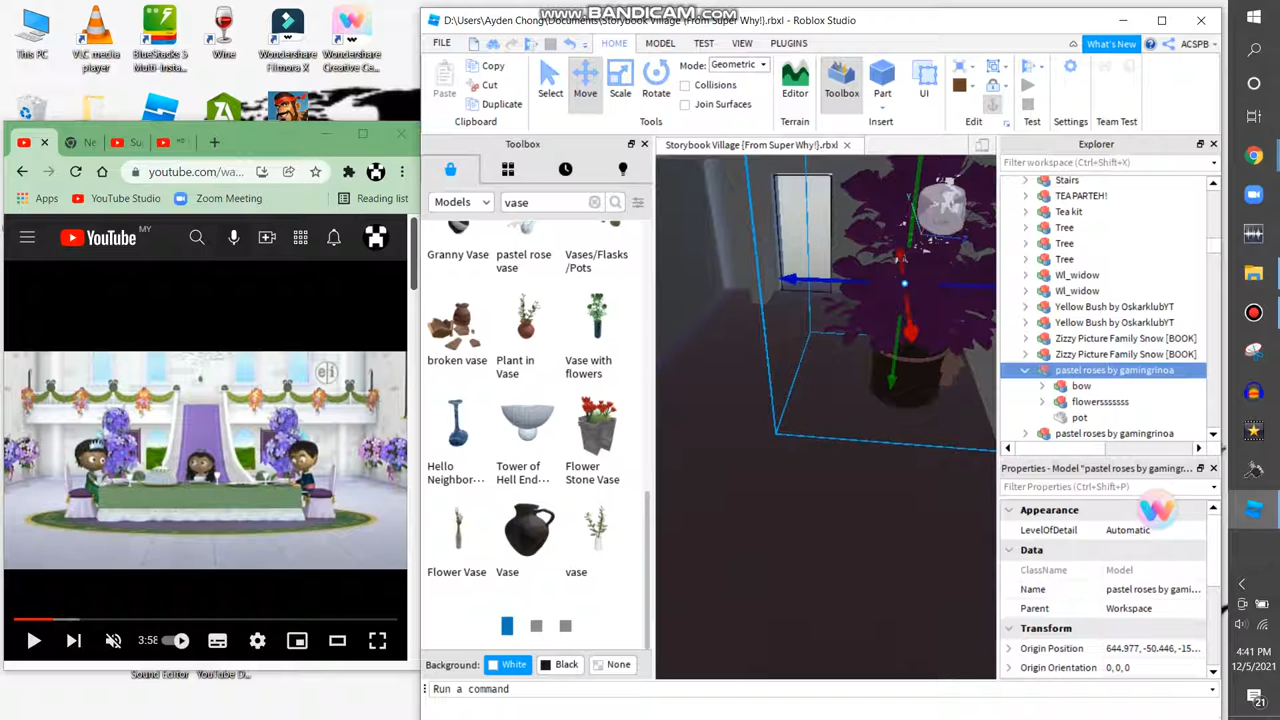 www.BANDICAM.com
D:\Users\Ayden Chong\Documents\Storybook Village {From Super Why!}.rbxl - Roblox Studio
This PC
VLC media player
BlueStacks 5 Multi-Insta...
Wine
Wondershare Filmora X
Wondershare Creative Ce...
FILE
HOME
MODEL
TEST
VIEW
PLUGINS
What's New
ACSPB
Paste
Copy
Cut
Duplicate
Clipboard
Select
Move
Scale
Rotate
Mode: Geometric
Collisions
Join Surfaces
Tools
Editor
Terrain
Toolbox
Part
UI
Insert
Edit
Test
Settings
Team Test
Ne
Su
HD
youtube.com/wa...
Apps
YouTube Studio
Zoom Meeting
Reading list
YouTube
MY
3:58
Sound Editor
YouTube D...
Toolbox
Models
vase
Granny Vase
pastel rose vase
Vases/Flasks/Pots
broken vase
Plant in Vase
Vase with flowers
Hello Neighbor...
Tower of Hell End...
Flower Stone Vase
Flower Vase
Vase
vase
Background:
White
Black
None
Run a command
Storybook Village {From Super Why!}.rbxl
Explorer
Filter workspace (Ctrl+Shift+X)
Stairs
TEA PARTEH!
Tea kit
Tree
Tree
Tree
Wl_widow
Wl_widow
Yellow Bush by OskarklubYT
Yellow Bush by OskarklubYT
Zizzy Picture Family Snow [BOOK]
Zizzy Picture Family Snow [BOOK]
pastel roses by gamingrinoa
bow
flowersssssss
pot
pastel roses by gamingrinoa
Properties - Model "pastel roses by gamingr...
Filter Properties (Ctrl+Shift+P)
Appearance
LevelOfDetail Automatic
Data
ClassName Model
Name pastel roses by gami...
Parent Workspace
Transform
Origin Position 644.977, -50.446, -15...
Origin Orientation 0, 0, 0
4:41 PM
12/5/2021
21